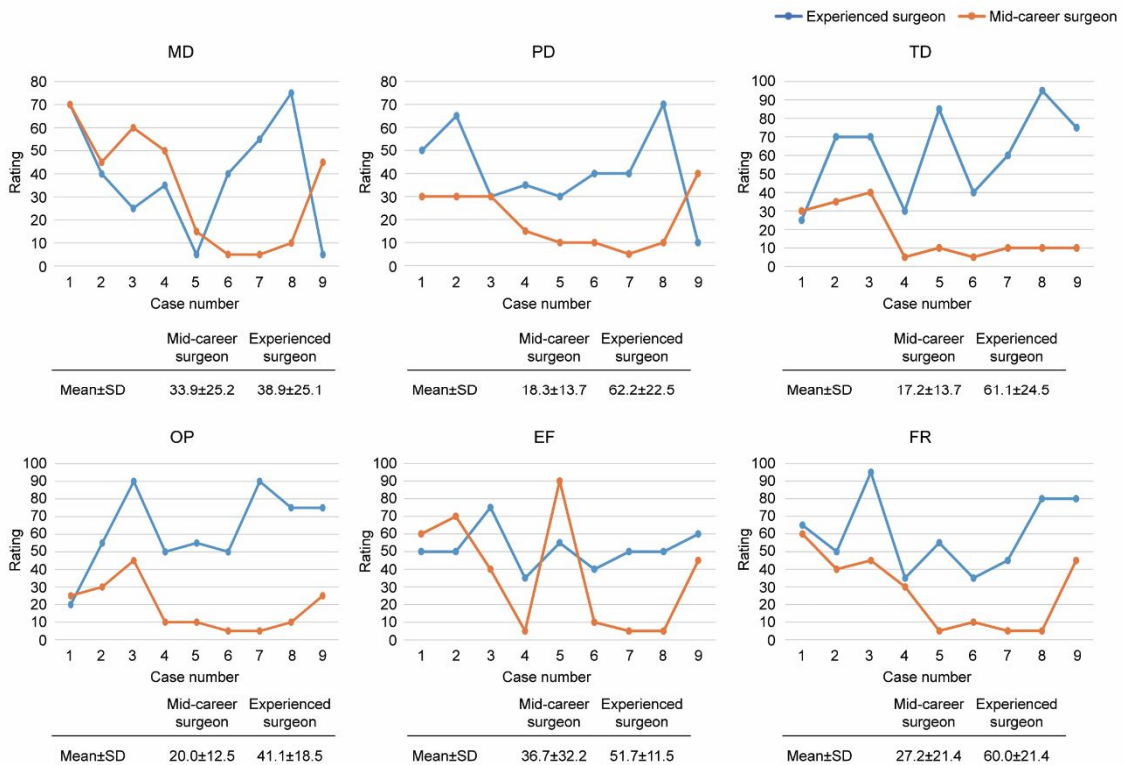 Experienced surgeon Mid-career surgeon
MD
80
70
60
50
40
30
20
10
0
Rating
1 2 3 4 5 6 7 8 9
Case number
Mid-career Experienced
surgeon surgeon
Mean±SD 33.9±25.2 38.9±25.1
PD
80
70
60
50
40
30
20
10
0
Rating
1 2 3 4 5 6 7 8 9
Case number
Mid-career Experienced
surgeon surgeon
Mean±SD 18.3±13.7 62.2±22.5
TD
100
90
80
70
60
50
40
30
20
10
0
Rating
1 2 3 4 5 6 7 8 9
Case number
Mid-career Experienced
surgeon surgeon
Mean±SD 17.2±13.7 61.1±24.5
OP
100
90
80
70
60
50
40
30
20
10
0
Rating
1 2 3 4 5 6 7 8 9
Case number
Mid-career Experienced
surgeon surgeon
Mean±SD 20.0±12.5 41.1±18.5
EF
100
90
80
70
60
50
40
30
20
10
0
Rating
1 2 3 4 5 6 7 8 9
Case number
Mid-career Experienced
surgeon surgeon
Mean±SD 36.7±32.2 51.7±11.5
FR
100
90
80
70
60
50
40
30
20
10
0
Rating
1 2 3 4 5 6 7 8 9
Case number
Mid-career Experienced
surgeon surgeon
Mean±SD 27.2±21.4 60.0±21.4